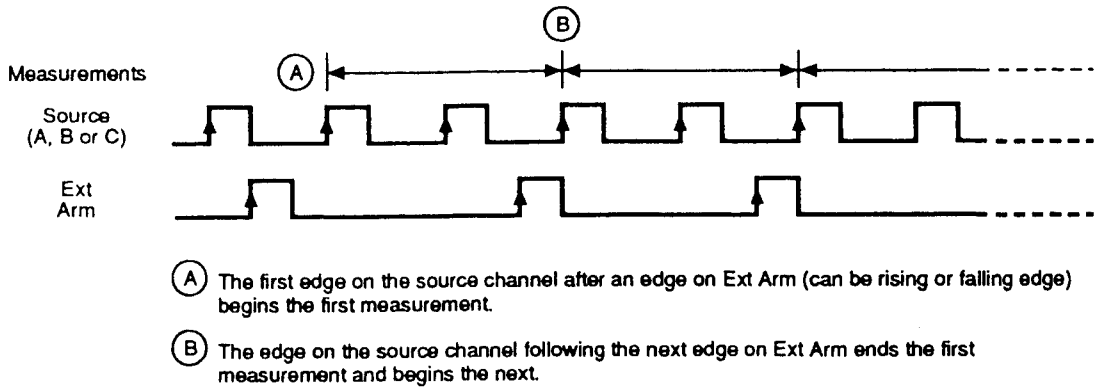 B
A
Measurements
Source
(A, B or C)
Ext
Arm
A The first edge on the source channel after an edge on Ext Arm (can be rising or falling edge)
begins the first measurement.
B The edge on the source channel following the next edge on Ext Arm ends the first
measurement and begins the next.